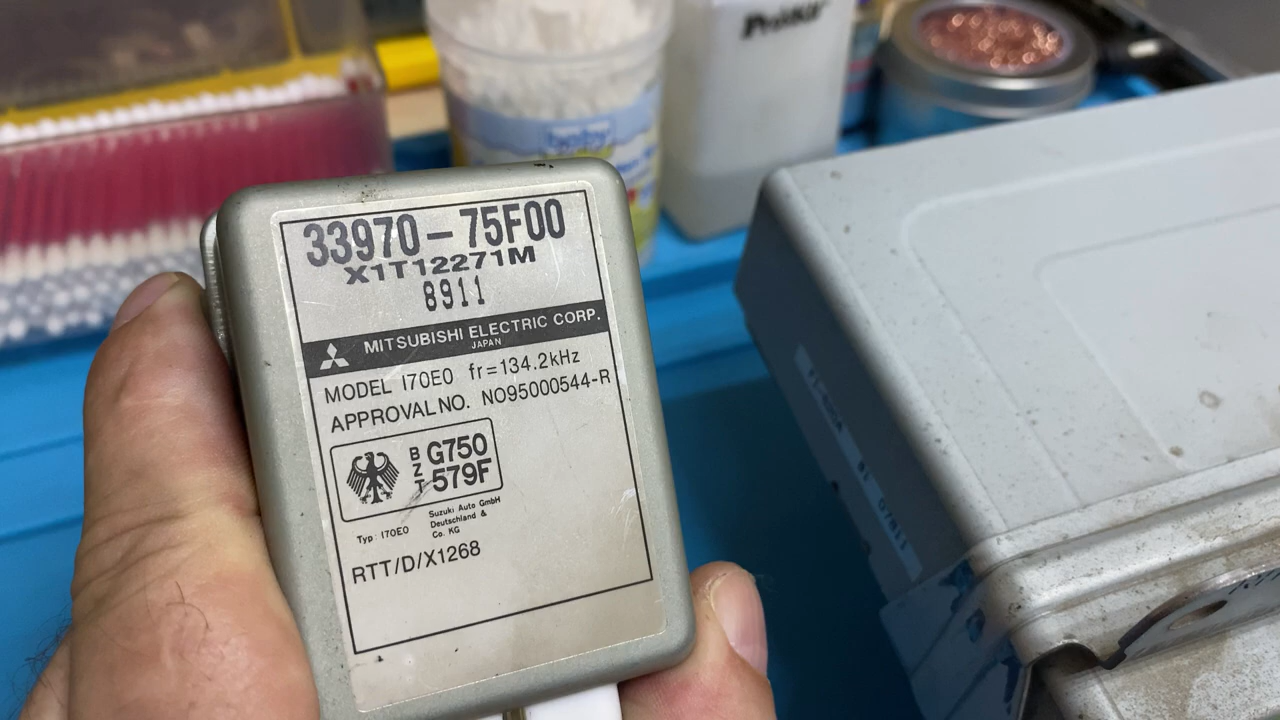 ProsKit
33970-75F00
X1T12271M
8911
MITSUBISHI ELECTRIC CORP.
JAPAN
MODEL I70E0 fr=134.2kHz
APPROVAL NO. NO95000544-R
BZT G750 579F
Typ: I70E0
Suzuki Auto GmbH
Deutschland &
Co. KG
RTT/D/X1268